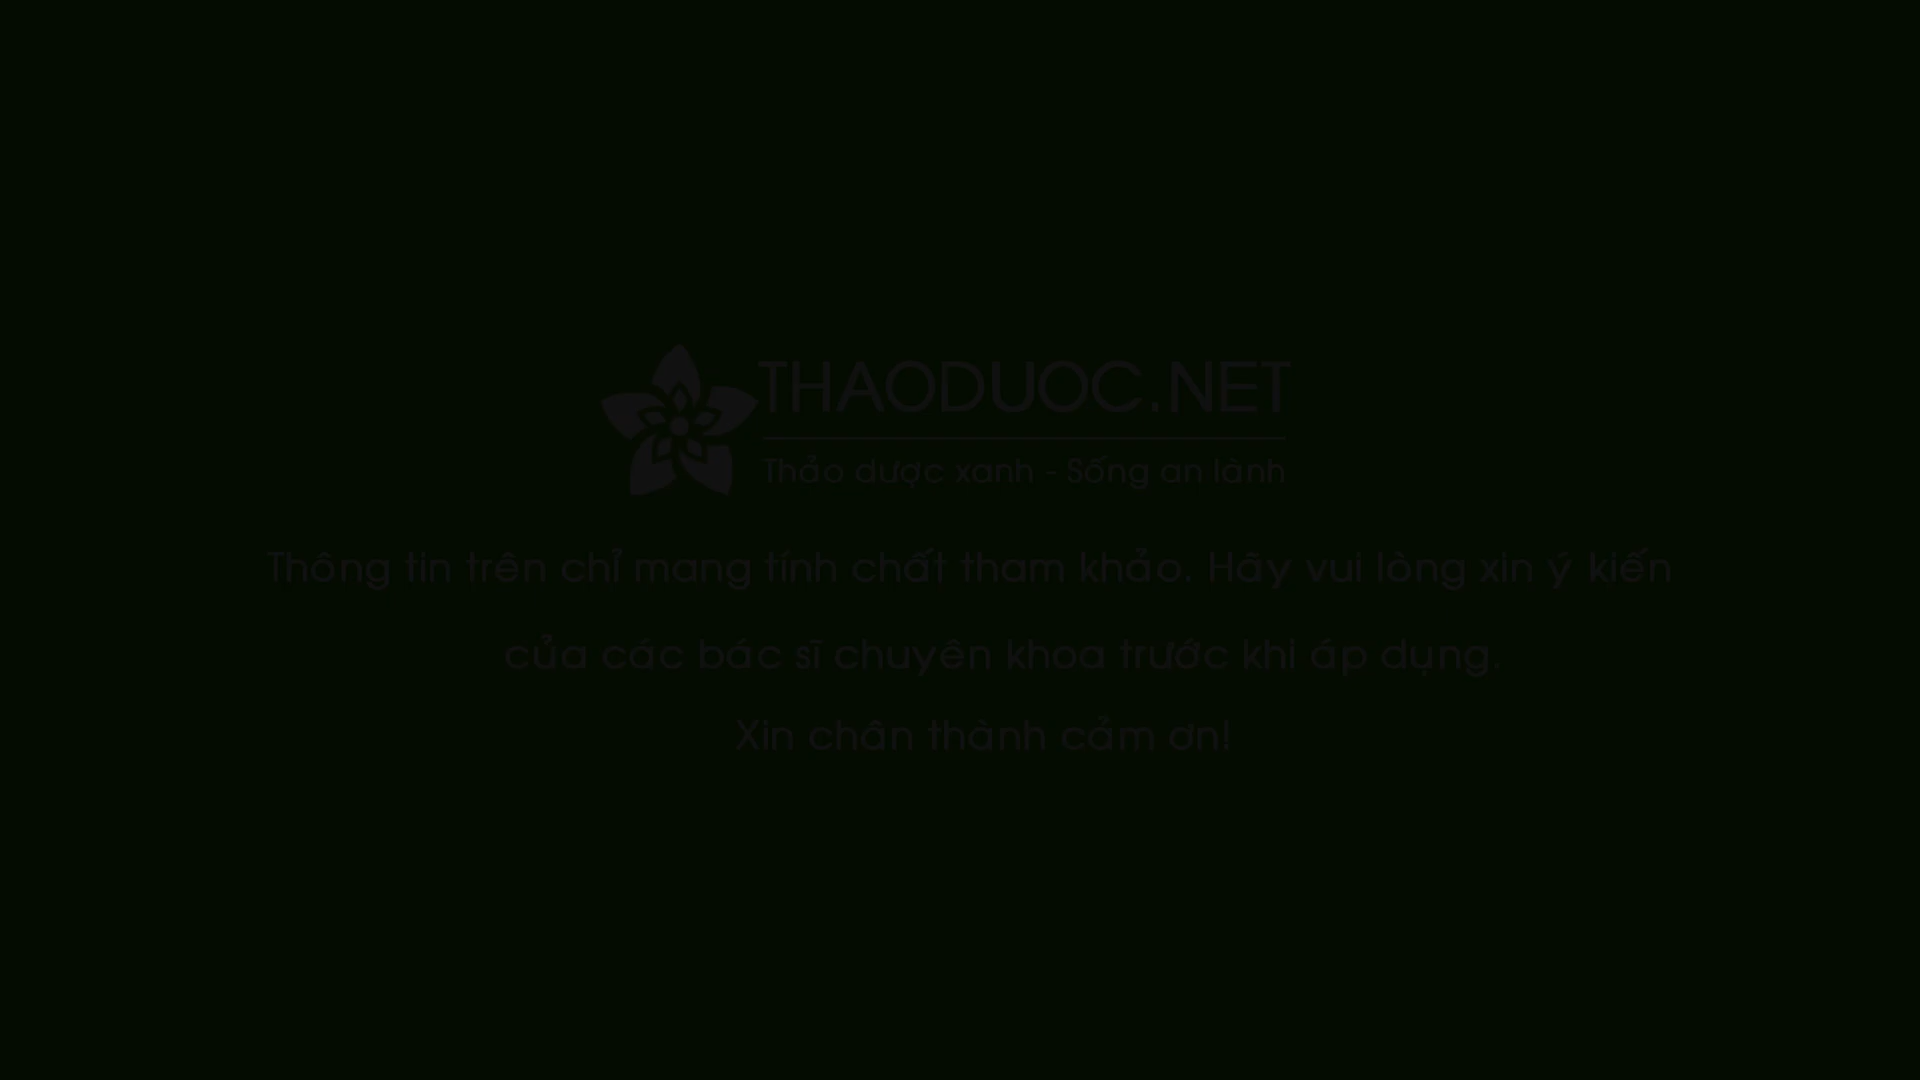 THAODUOC.NET
Thảo dược xanh - Sống an lành
Thông tin trên chỉ mang tính chất tham khảo. Hãy vui lòng xin ý kiến
của các bác sĩ chuyên khoa trước khi áp dụng.
Xin chân thành cảm ơn!